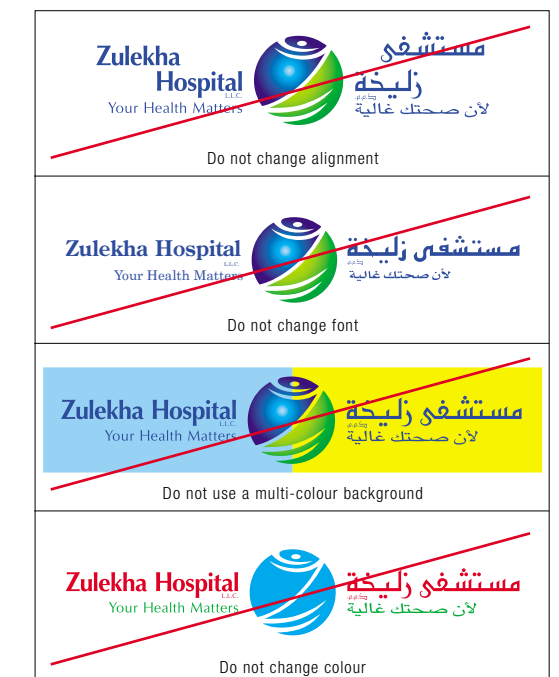 Zulekha
Hospital
L.L.C.
Your Health Matters
مستشفى
زليخة
ذ.م.م.
لأن صحتك غالية
Do not change alignment
Zulekha Hospital
L.L.C.
Your Health Matters
مستشفى زليخة
ذ.م.م.
لأن صحتك غالية
Do not change font
Zulekha Hospital
L.L.C.
Your Health Matters
مستشفى زليخة
ذ.م.م.
لأن صحتك غالية
Do not use a multi-colour background
Zulekha Hospital
L.L.C.
Your Health Matters
مستشفى زليخة
ذ.م.م.
لأن صحتك غالية
Do not change colour